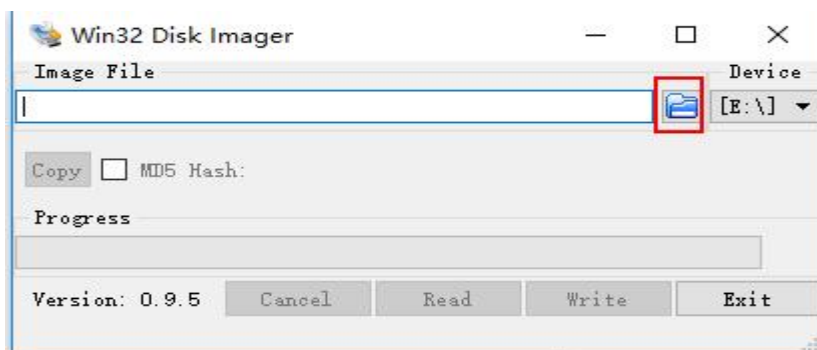 Win32 Disk Imager
Image File Device
[E:\]
Copy MD5 Hash:
Progress
Version: 0.9.5 Cancel Read Write Exit